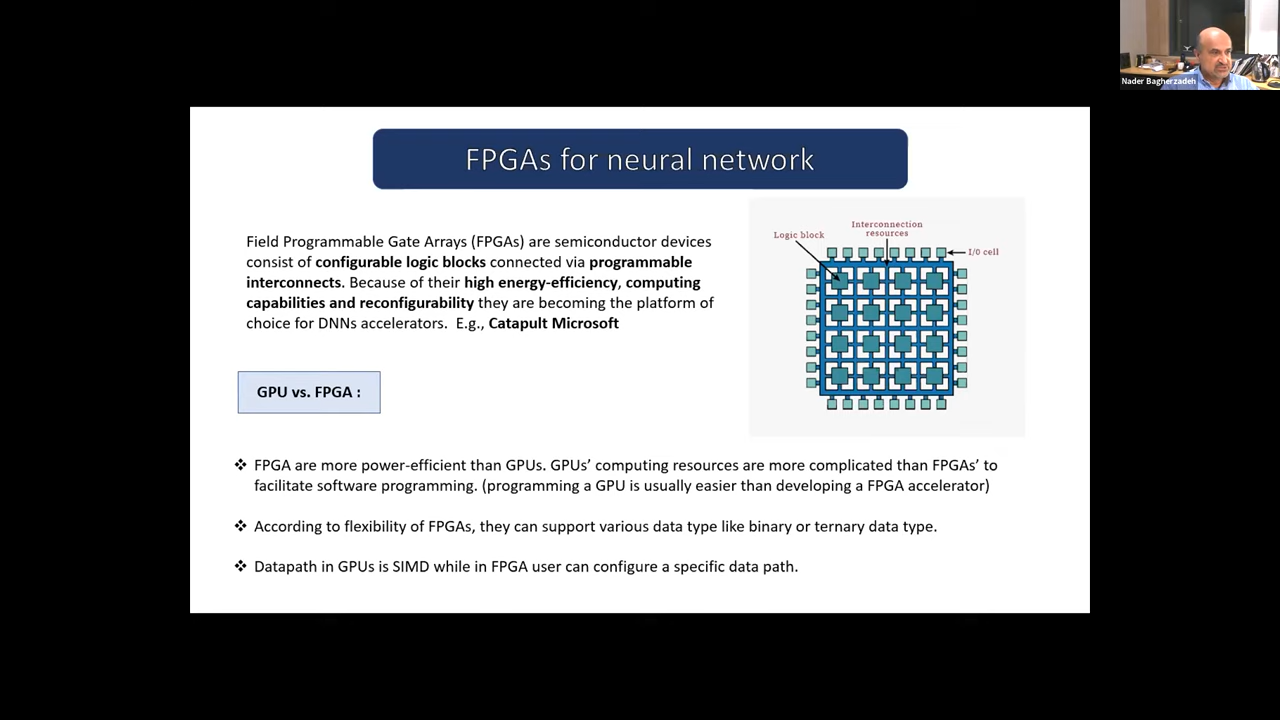 Nader Bagherzadeh
FPGAs for neural network
Field Programmable Gate Arrays (FPGAs) are semiconductor devices
consist of configurable logic blocks connected via programmable
interconnects. Because of their high energy-efficiency, computing
capabilities and reconfigurability they are becoming the platform of
choice for DNNs accelerators. E.g., Catapult Microsoft
Interconnection
resources
Logic block
I/0 cell
GPU vs. FPGA :
❖ FPGA are more power-efficient than GPUs. GPUs’ computing resources are more complicated than FPGAs’ to
facilitate software programming. (programming a GPU is usually easier than developing a FPGA accelerator)
❖ According to flexibility of FPGAs, they can support various data type like binary or ternary data type.
❖ Datapath in GPUs is SIMD while in FPGA user can configure a specific data path.